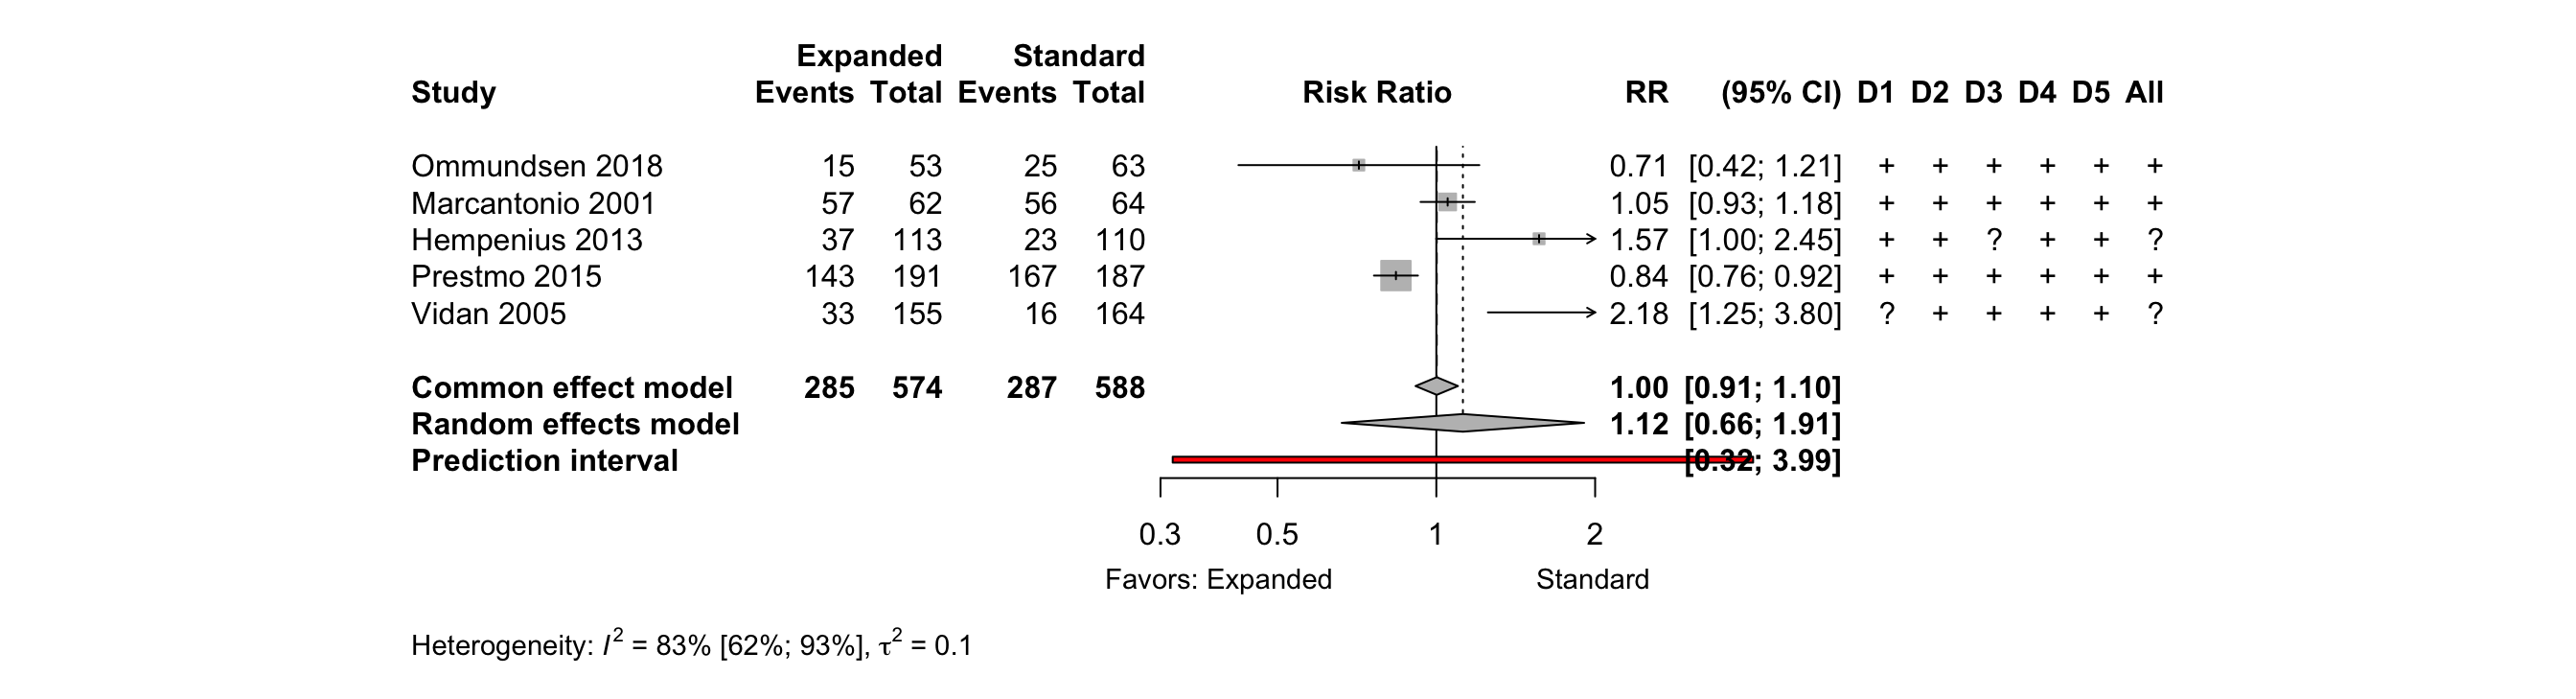 Expanded Standard
Study Events Total Events Total Risk Ratio RR (95% CI) D1 D2 D3 D4 D5 All
Ommundsen 2018 15 53 25 63 0.71 [0.42; 1.21] + + + + + +
Marcantonio 2001 57 62 56 64 1.05 [0.93; 1.18] + + + + + +
Hempenius 2013 37 113 23 110 1.57 [1.00; 2.45] + + ? + + ?
Prestmo 2015 143 191 167 187 0.84 [0.76; 0.92] + + + + + +
Vidan 2005 33 155 16 164 2.18 [1.25; 3.80] ? + + + + ?
Common effect model 285 574 287 588 1.00 [0.91; 1.10]
Random effects model 1.12 [0.66; 1.91]
Prediction interval [0.32; 3.99]
0.3 0.5 1 2
Favors: Expanded Standard
Heterogeneity: I² = 83% [62%; 93%], τ² = 0.1